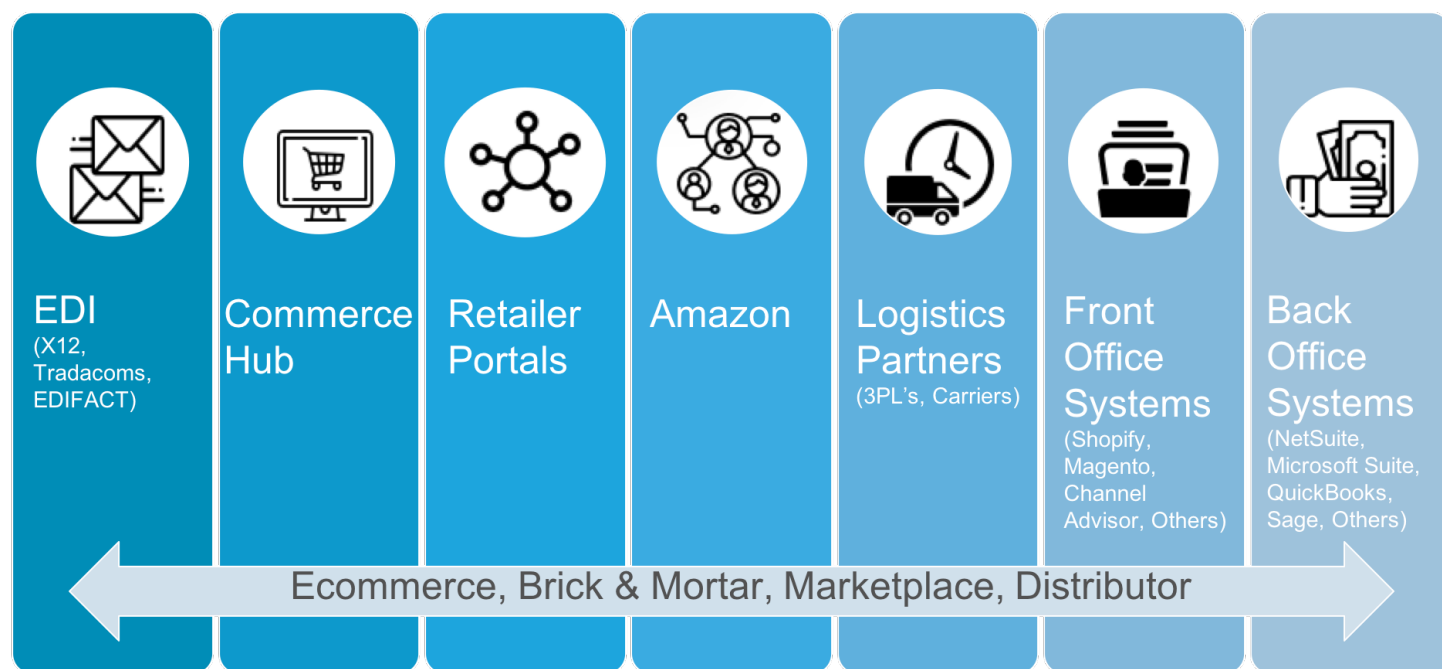 EDI
(X12,
Tradacoms,
EDIFACT)
Commerce
Hub
Retailer
Portals
Amazon
Logistics
Partners
(3PL's, Carriers)
Front
Office
Systems
(Shopify,
Magento,
Channel
Advisor, Others)
Back
Office
Systems
(NetSuite,
Microsoft Suite,
QuickBooks,
Sage, Others)
Ecommerce, Brick & Mortar, Marketplace, Distributor